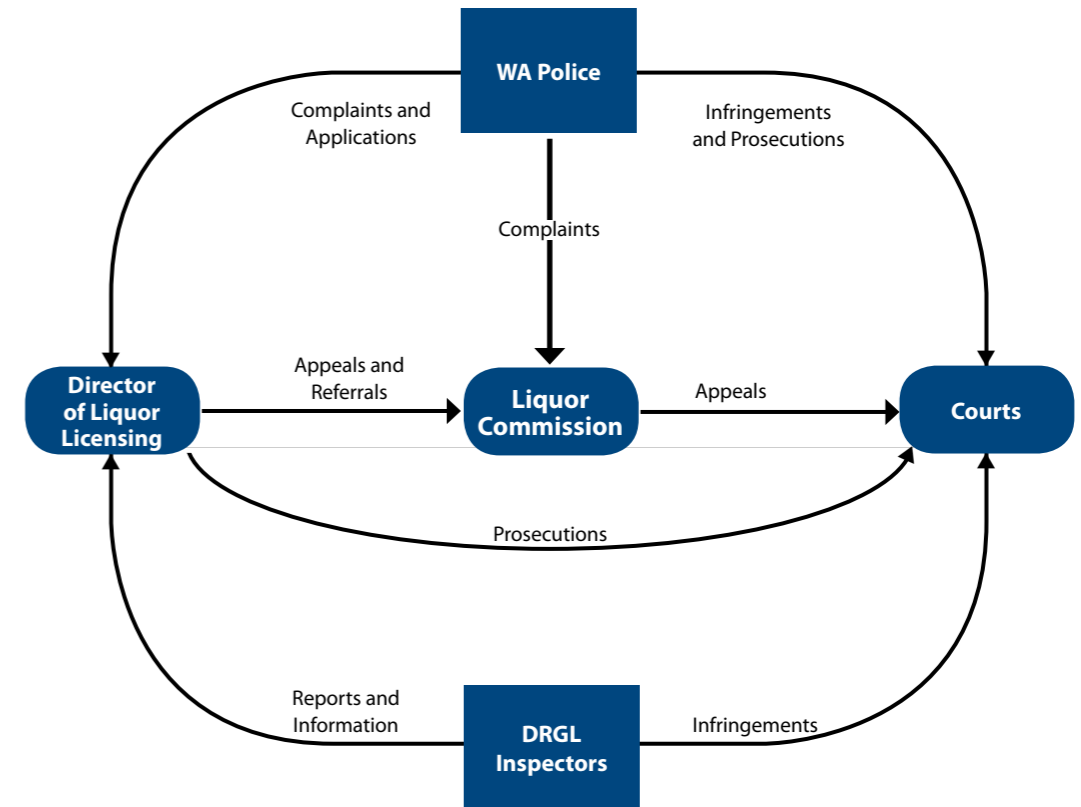 WA Police
Complaints and
Applications
Infringements
and Prosecutions
Complaints
Director
of Liquor
Licensing
Appeals and
Referrals
Liquor
Commission
Appeals
Courts
Prosecutions
Reports and
Information
DRGL
Inspectors
Infringements